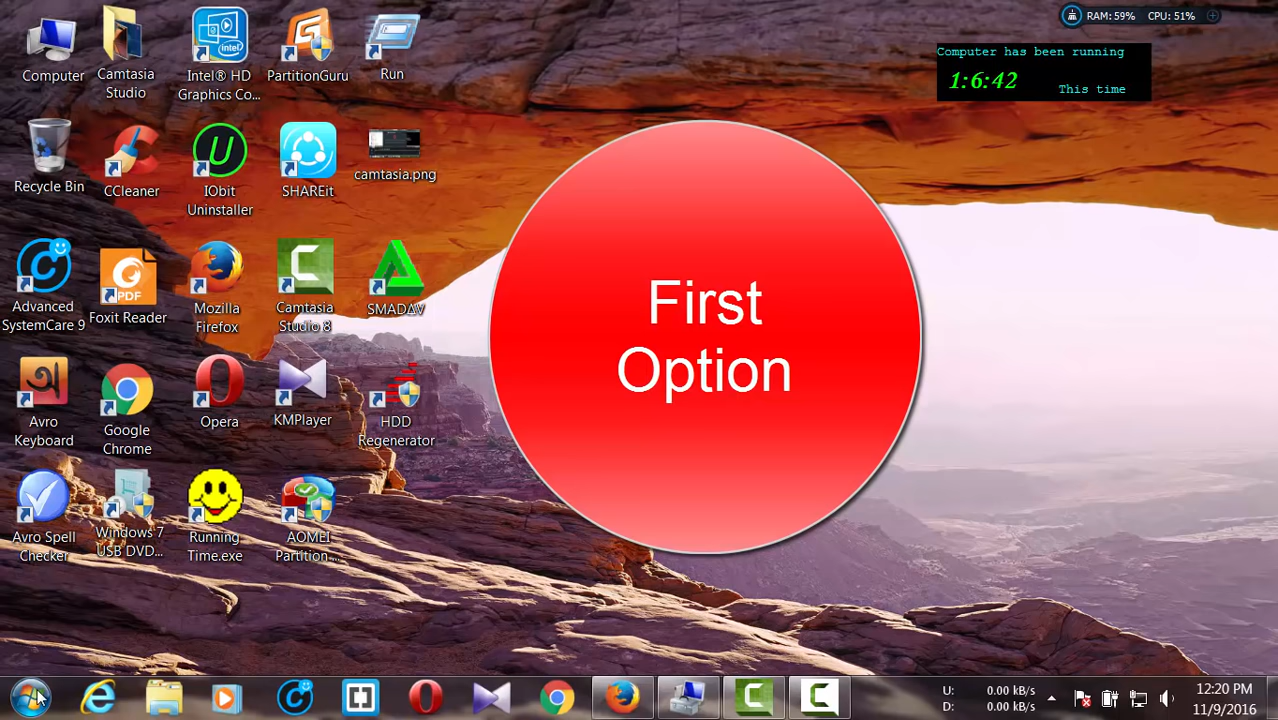 Computer
Camtasia
Studio
Intel® HD
Graphics Co...
PartitionGuru
Run
RAM: 59% CPU: 51%
Computer has been running
1:6:42
This time
Recycle Bin
CCleaner
IObit
Uninstaller
SHAREit
camtasia.png
Advanced
SystemCare 9
PDF
Foxit Reader
Mozilla
Firefox
Camtasia
Studio 8
SMADAV
First
Option
Avro
Keyboard
Google
Chrome
Opera
KMPlayer
HDD
Regenerator
Avro Spell
Checker
Windows 7
USB DVD...
Running
Time.exe
AOMEI
Partition ...
U: 0.00 kB/s
D: 0.00 kB/s
12:20 PM
11/9/2016